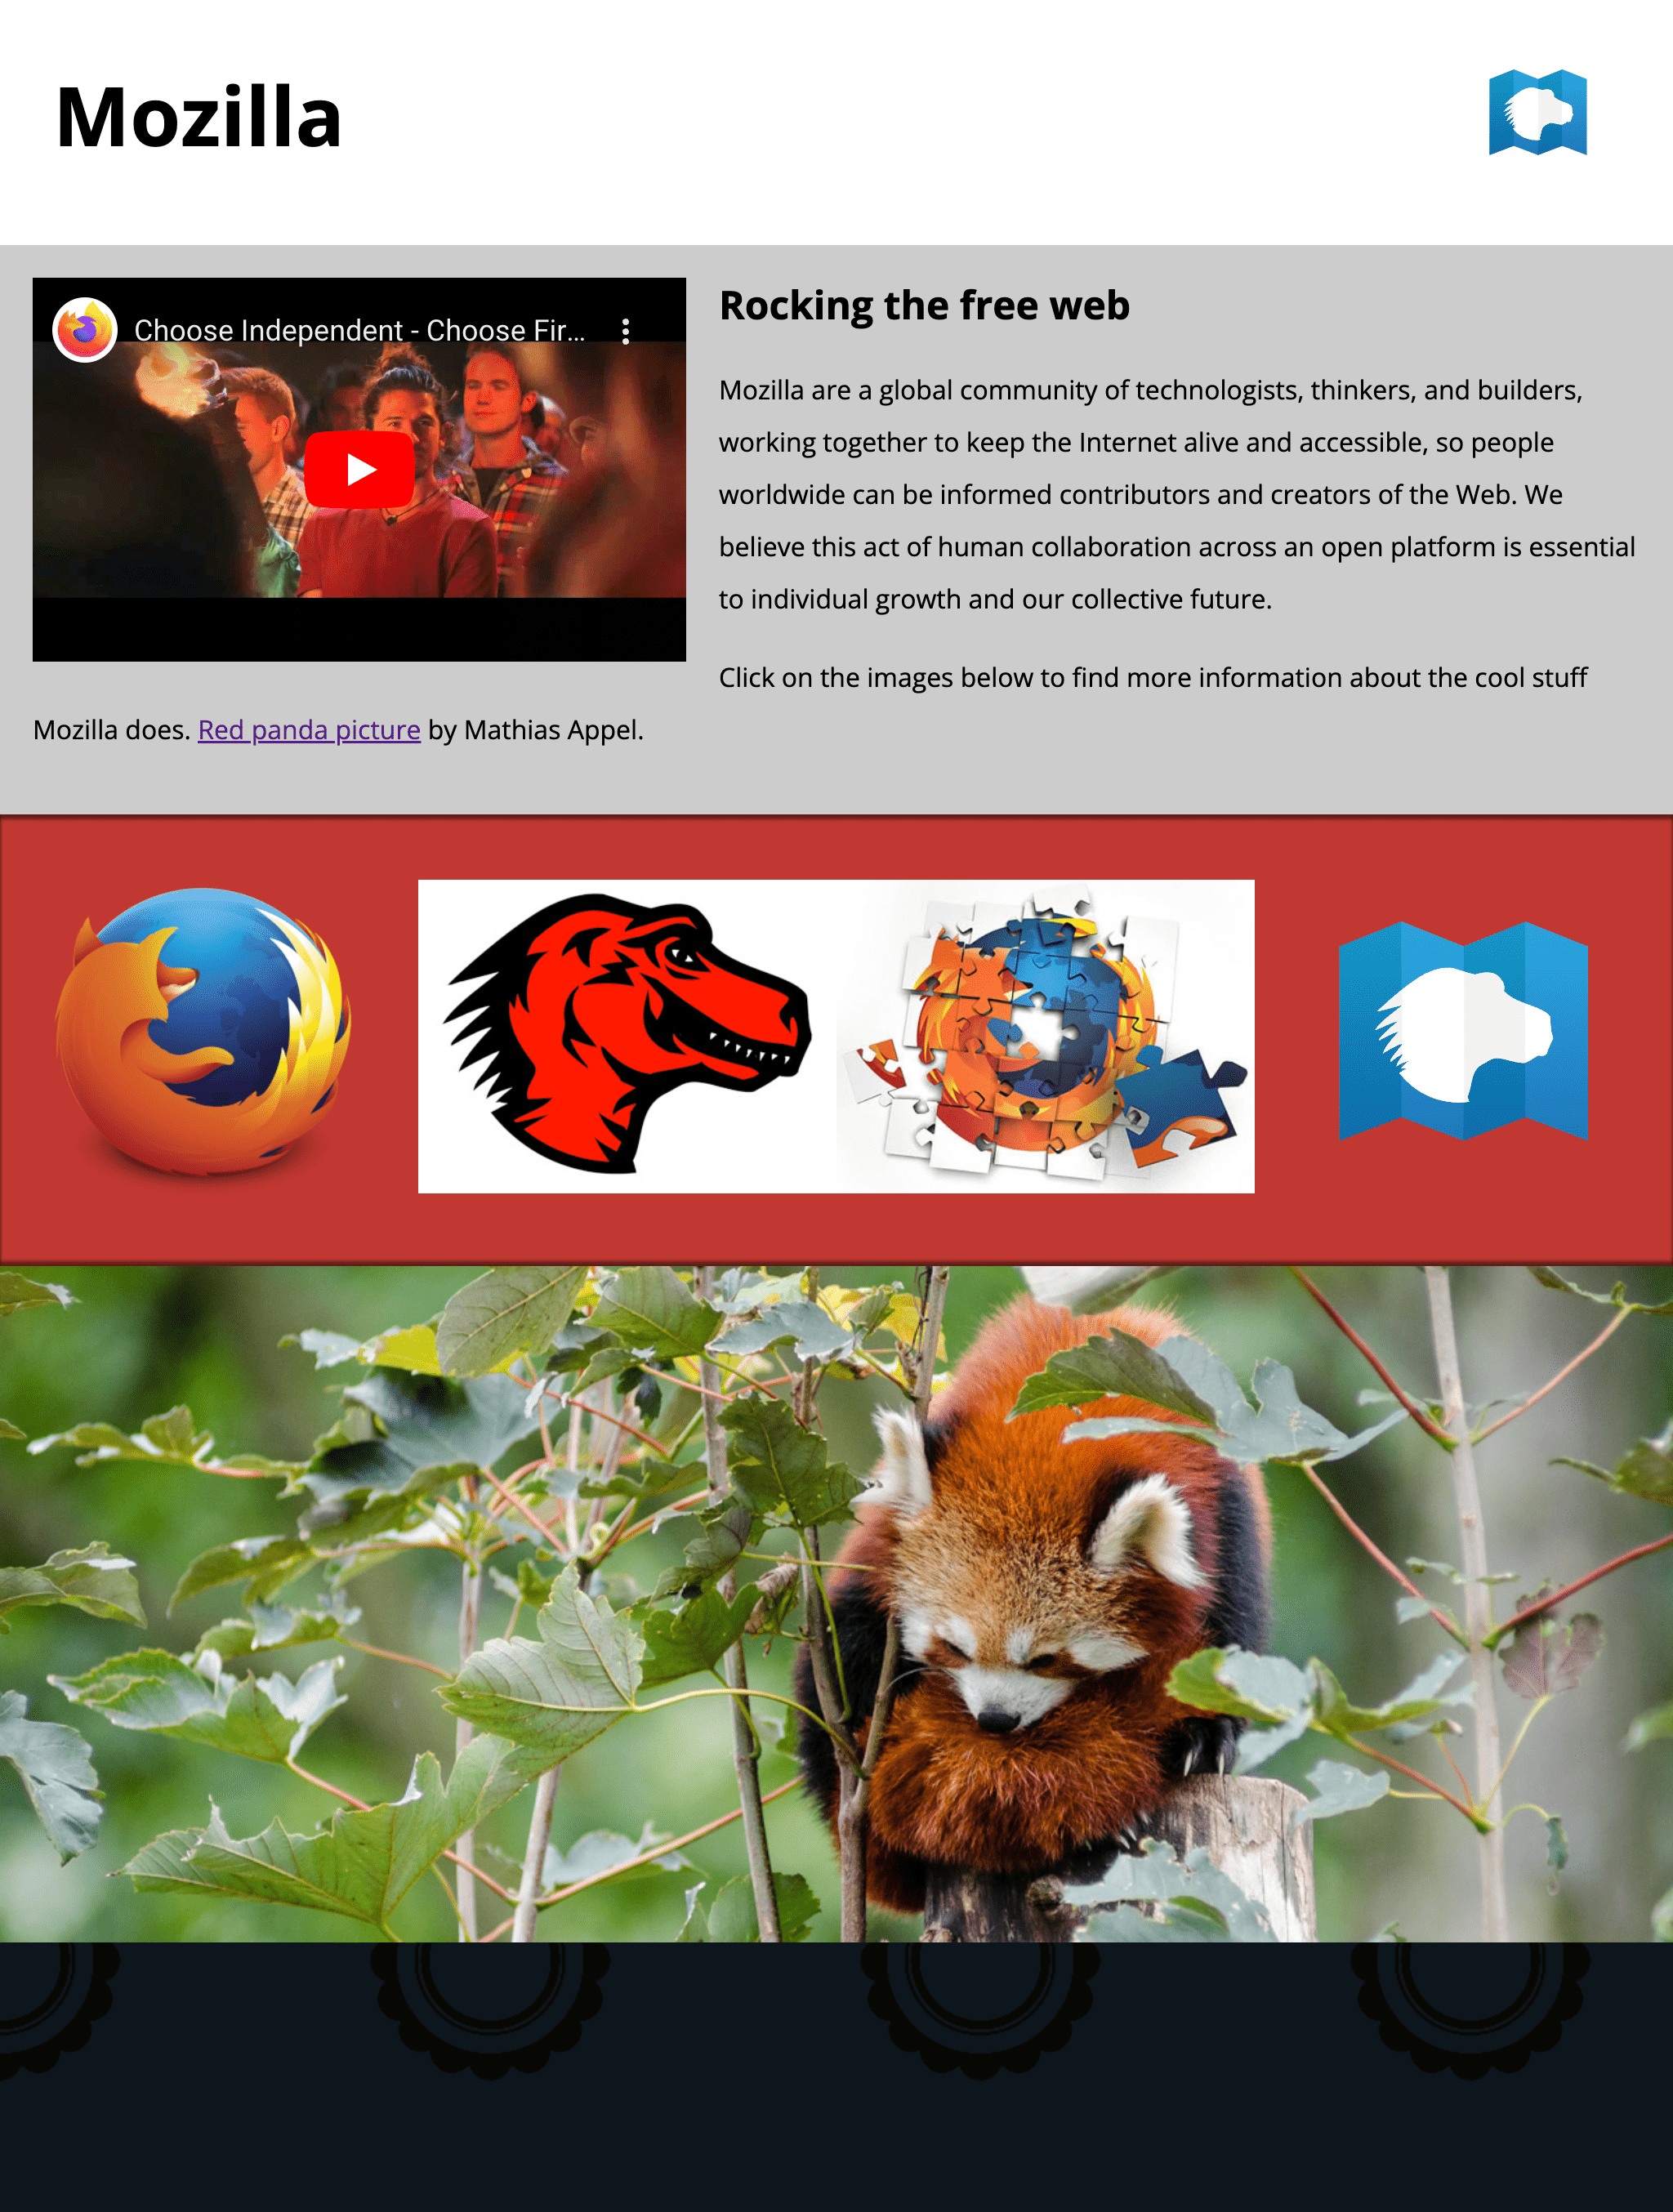 Mozilla
Choose Independent - Choose Fir...
Rocking the free web
Mozilla are a global community of technologists, thinkers, and builders,
working together to keep the Internet alive and accessible, so people
worldwide can be informed contributors and creators of the Web. We
believe this act of human collaboration across an open platform is essential
to individual growth and our collective future.
Click on the images below to find more information about the cool stuff
Mozilla does. Red panda picture by Mathias Appel.